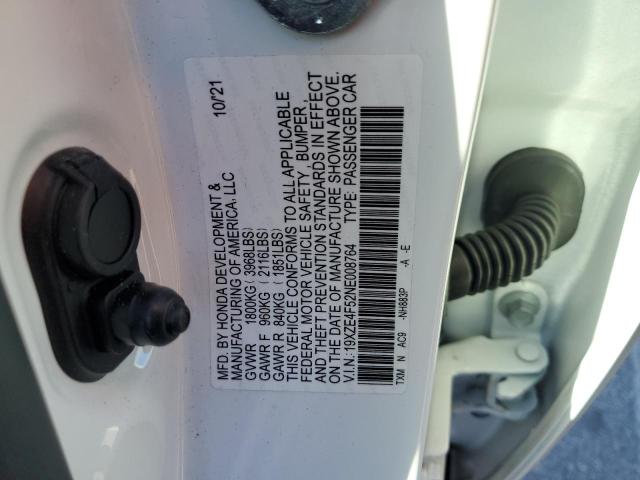 MFD. BY HONDA DEVELOPMENT & 10/'21
MANUFACTURING OF AMERICA, LLC
GVWR 1800KG(3968LBS)
GAWR F 960KG(2116LBS)
GAWR R 840KG(1851LBS)
THIS VEHICLE CONFORMS TO ALL APPLICABLE
FEDERAL MOTOR VEHICLE SAFETY, BUMPER,
AND THEFT PREVENTION STANDARDS IN EFFECT
ON THE DATE OF MANUFACTURE SHOWN ABOVE.
V.I.N.:19XZE4F52NE008764 TYPE: PASSENGER CAR
TXM N AC9 -NH883P -A -E